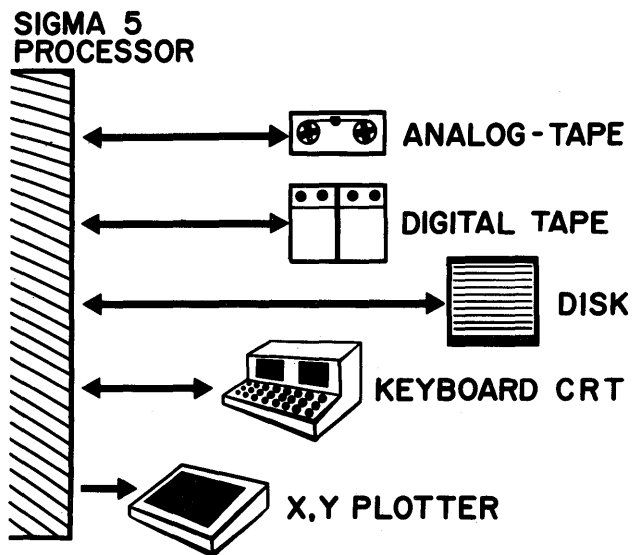 SIGMA 5
PROCESSOR
ANALOG-TAPE
DIGITAL TAPE
DISK
KEYBOARD CRT
X,Y PLOTTER